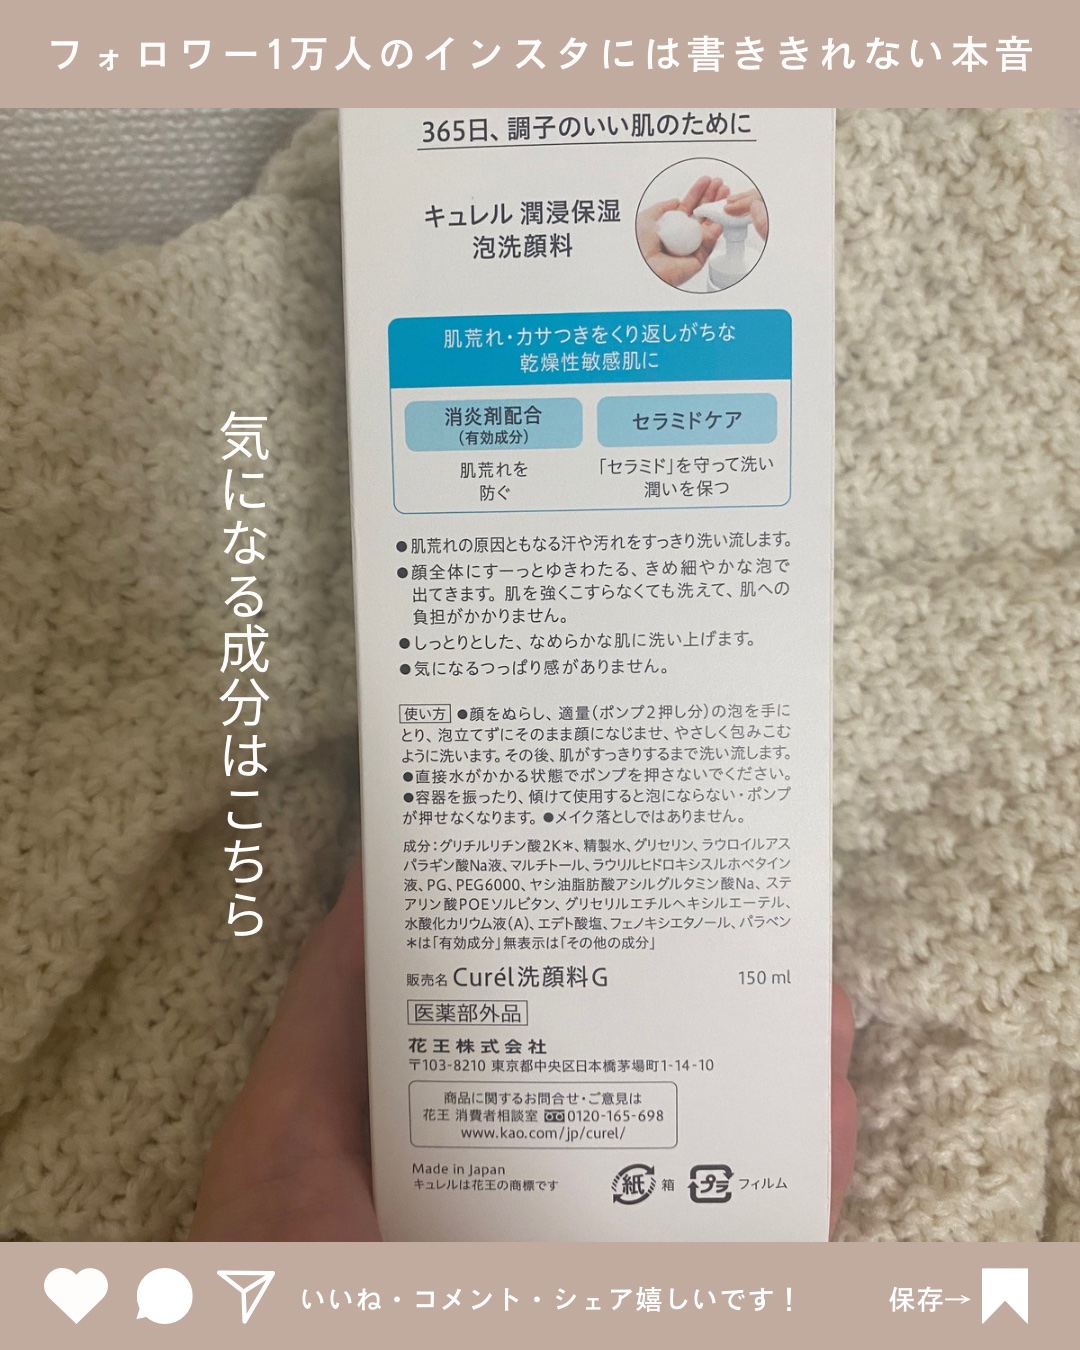 フォロワー1万人のインスタには書ききれない本音
365日、調子のいい肌のために
キュレル 潤浸保湿
泡洗顔料
肌荒れ・カサつきをくり返しがちな
乾燥性敏感肌に
消炎剤配合
(有効成分)
肌荒れを
防ぐ
セラミドケア
「セラミド」を守って洗い
潤いを保つ
●肌荒れの原因ともなる汗や汚れをすっきり洗い流します。
●顔全体にすーっとゆきわたる、きめ細やかな泡で
出てきます。肌を強くこすらなくても洗えて、肌への
負担がかかりません。
●しっとりとした、なめらかな肌に洗い上げます。
●気になるつっぱり感がありません。
気になる成分はこちら
使い方 ●顔をぬらし、適量(ポンプ2押し分)の泡を手に
とり、泡立てずにそのまま顔になじませ、やさしく包みこむ
ように洗います。その後、肌がすっきりするまで洗い流します。
●直接水がかかる状態でポンプを押さないでください。
●容器を振ったり、傾けて使用すると泡にならない・ポンプ
が押せなくなります。●メイク落としではありません。
成分：グリチルリチン酸2K＊、精製水、グリセリン、ラウロイルアス
パラギン酸Na液、マルチトール、ラウリルヒドロキシスルホベタイン
液、PG、PEG6000、ヤシ油脂肪酸アシルグルタミン酸Na、ステ
アリン酸POEソルビタン、グリセリルエチルヘキシルエーテル、
水酸化カリウム液(A)、エデト酸塩、フェノキシエタノール、パラベン
＊は「有効成分」無表示は「その他の成分」
販売名 Curél洗顔料G 150 ml
医薬部外品
花王株式会社
〒103-8210 東京都中央区日本橋茅場町1-14-10
商品に関するお問合せ・ご意見は
花王 消費者相談室 0120-165-698
www.kao.com/jp/curel/
Made in Japan
キュレルは花王の商標です
紙 箱 プラ フィルム
いいね・コメント・シェア嬉しいです！ 保存→